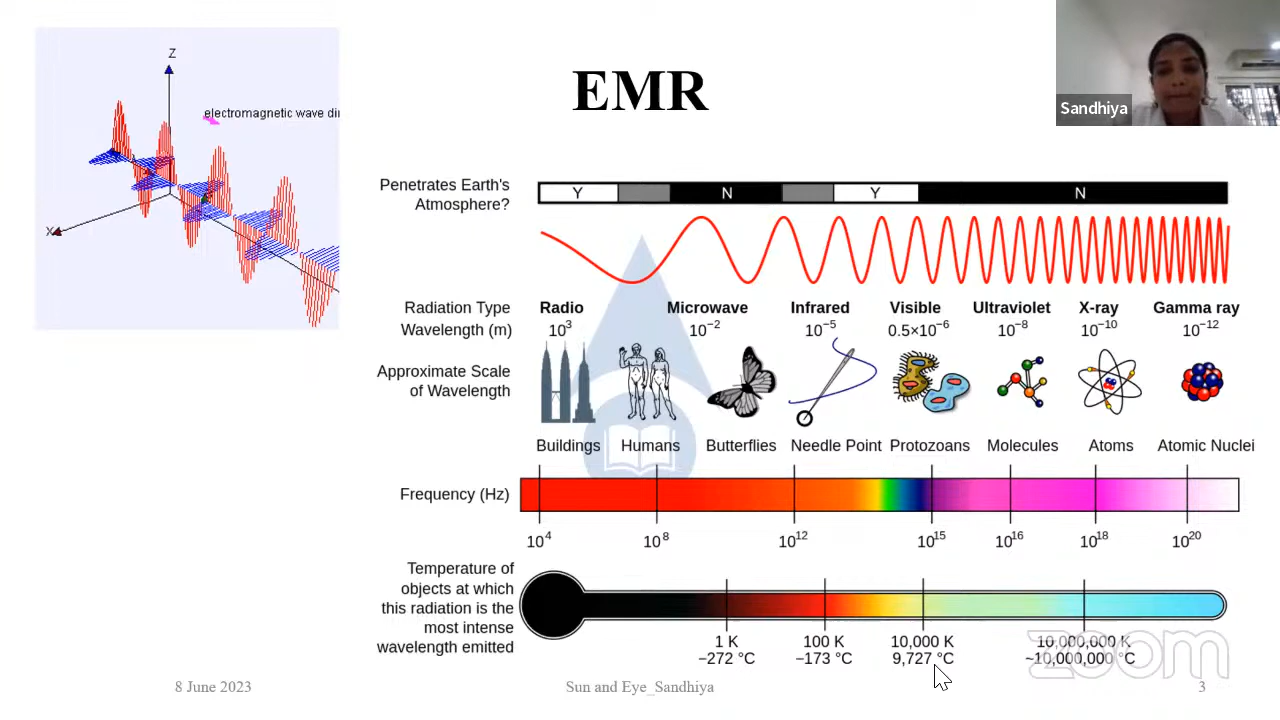 EMR
Sandhiya
Z
electromagnetic wave di
X
Penetrates Earth's
Atmosphere?
Y N Y N
Radiation Type Radio Microwave Infrared Visible Ultraviolet X-ray Gamma ray
Wavelength (m) 10³ 10⁻² 10⁻⁵ 0.5×10⁻⁶ 10⁻⁸ 10⁻¹⁰ 10⁻¹²
Approximate Scale
of Wavelength
Buildings Humans Butterflies Needle Point Protozoans Molecules Atoms Atomic Nuclei
Frequency (Hz)
10⁴ 10⁸ 10¹² 10¹⁵ 10¹⁶ 10¹⁸ 10²⁰
Temperature of
objects at which
this radiation is the
most intense
wavelength emitted
1 K 100 K 10,000 K 10,000,000 K
−272 °C −173 °C 9,727 °C ~10,000,000 °C
zoom
8 June 2023 Sun and Eye_Sandhiya 3